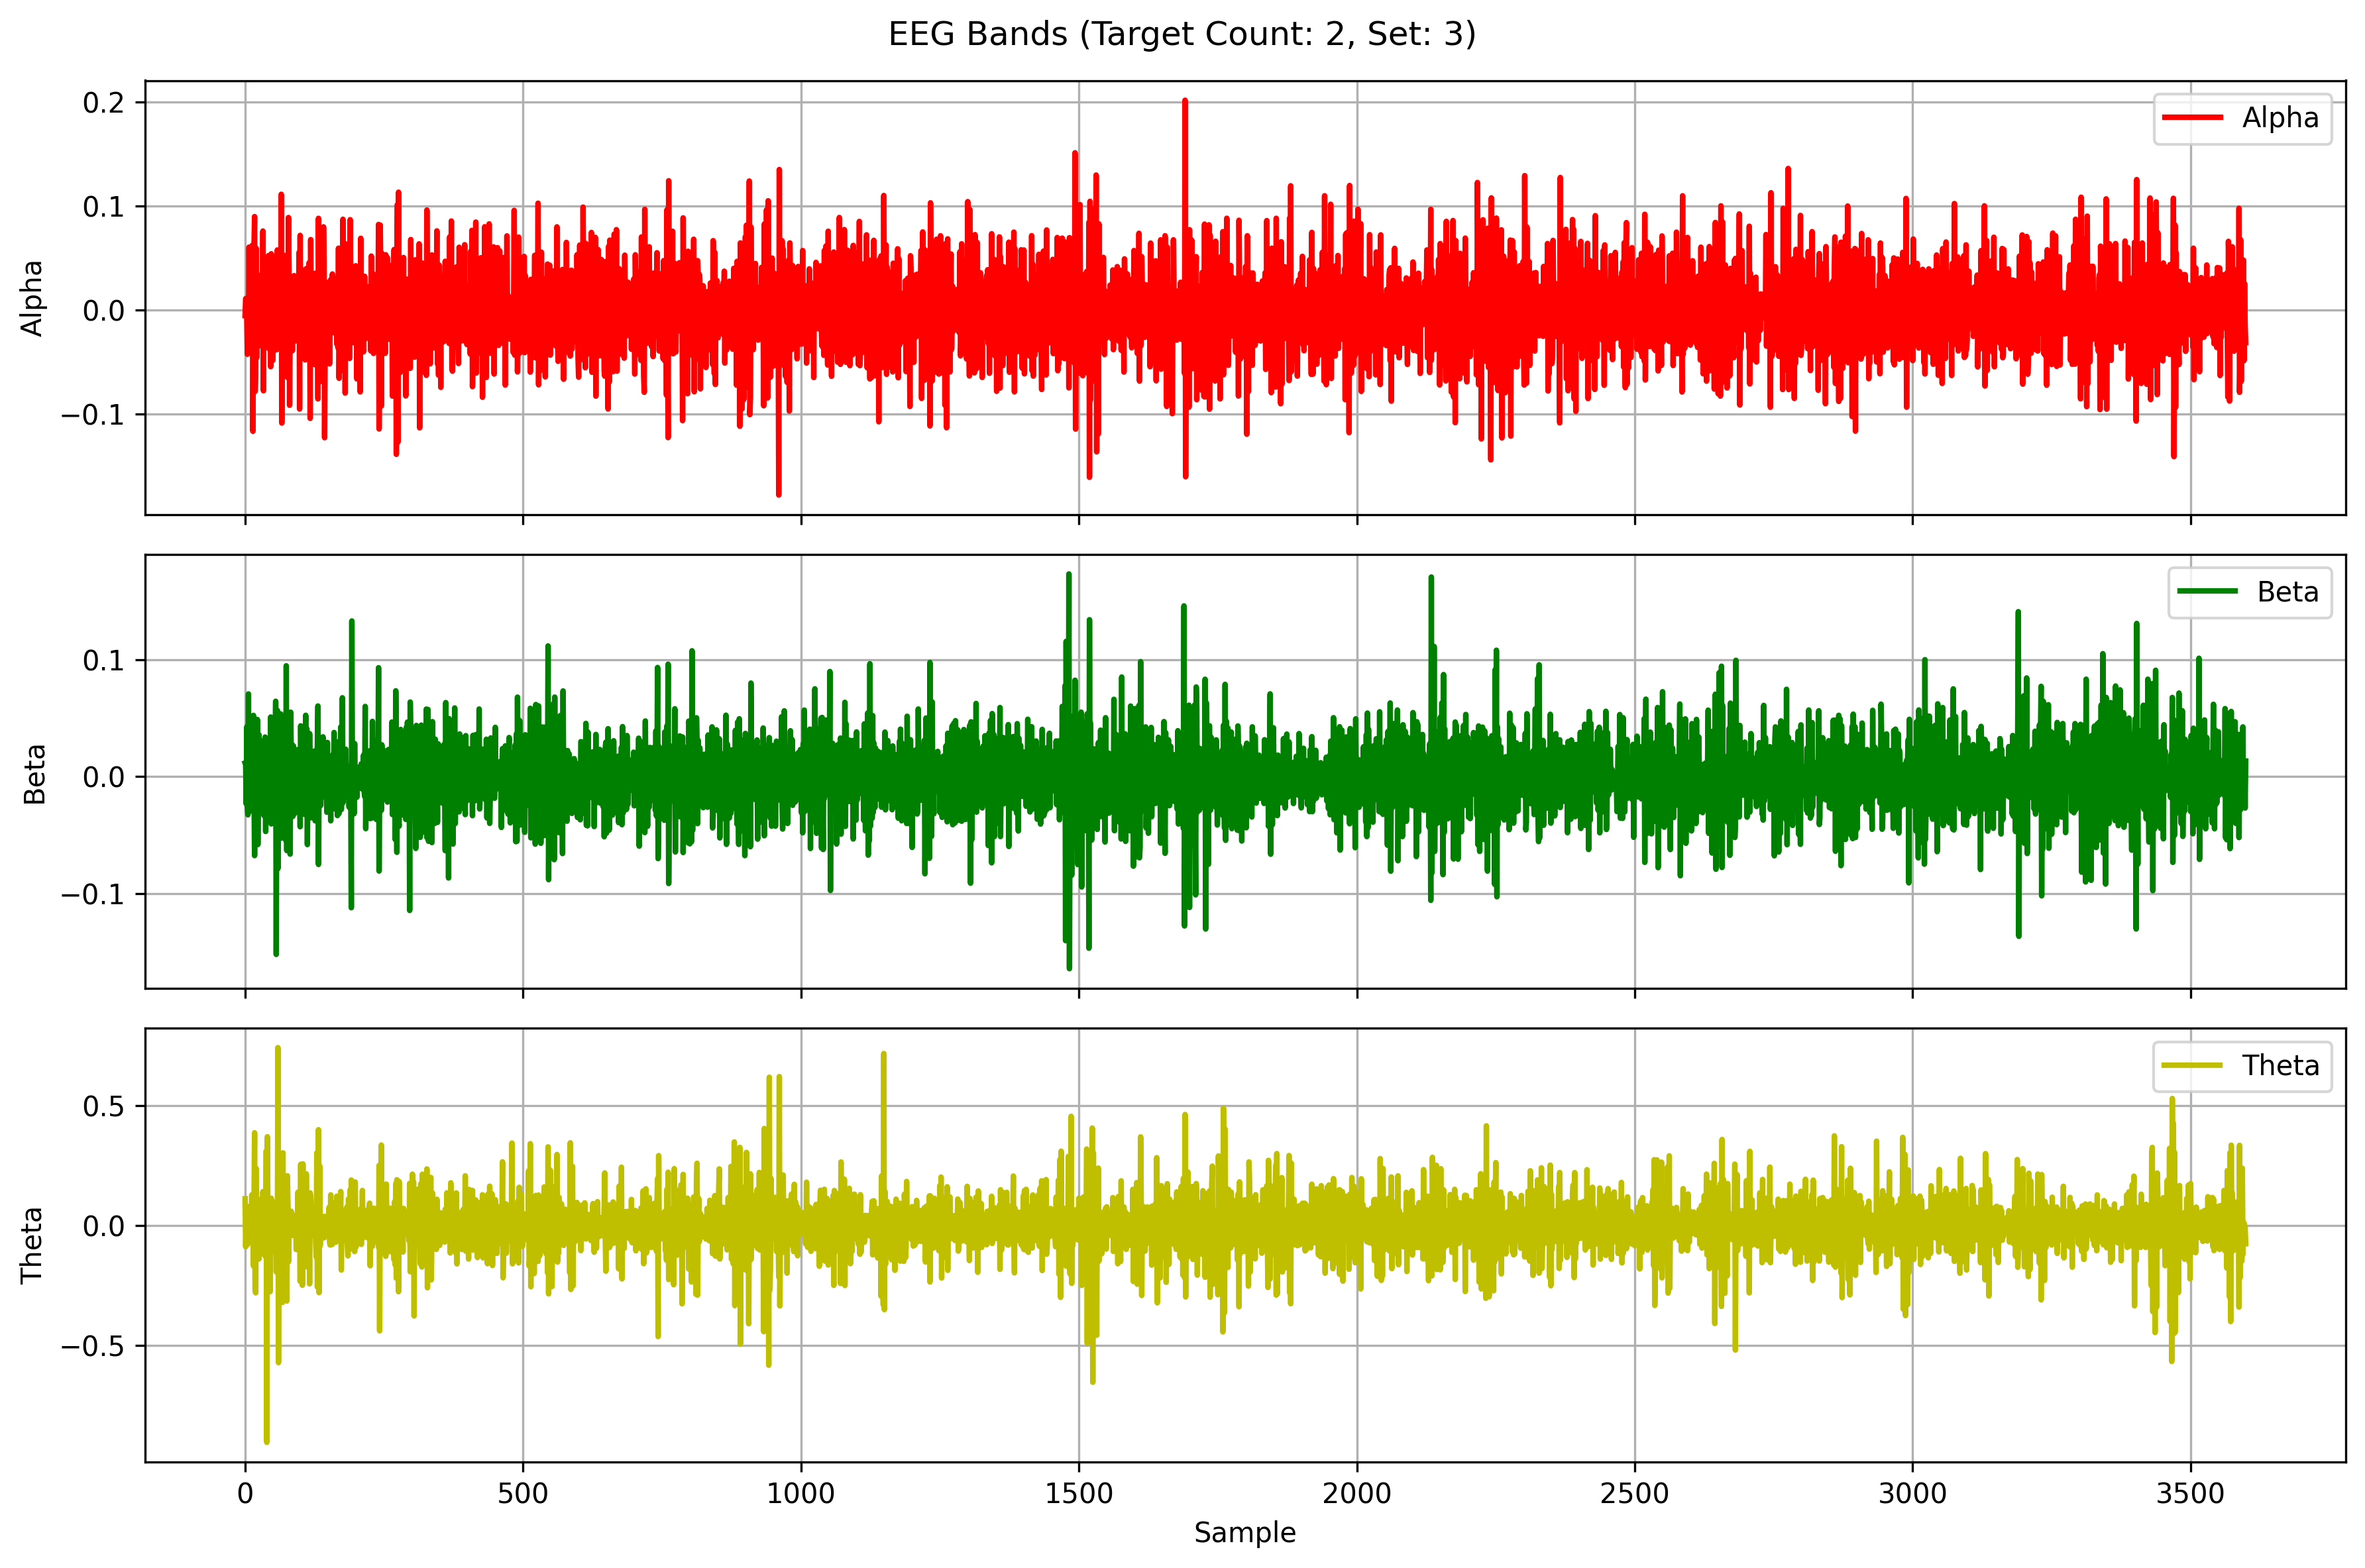 EEG Bands (Target Count: 2, Set: 3)
0.2
0.1
0.0
−0.1
Alpha
Alpha
0.1
0.0
−0.1
Beta
Beta
0.5
0.0
−0.5
Theta
Theta
0 500 1000 1500 2000 2500 3000 3500
Sample